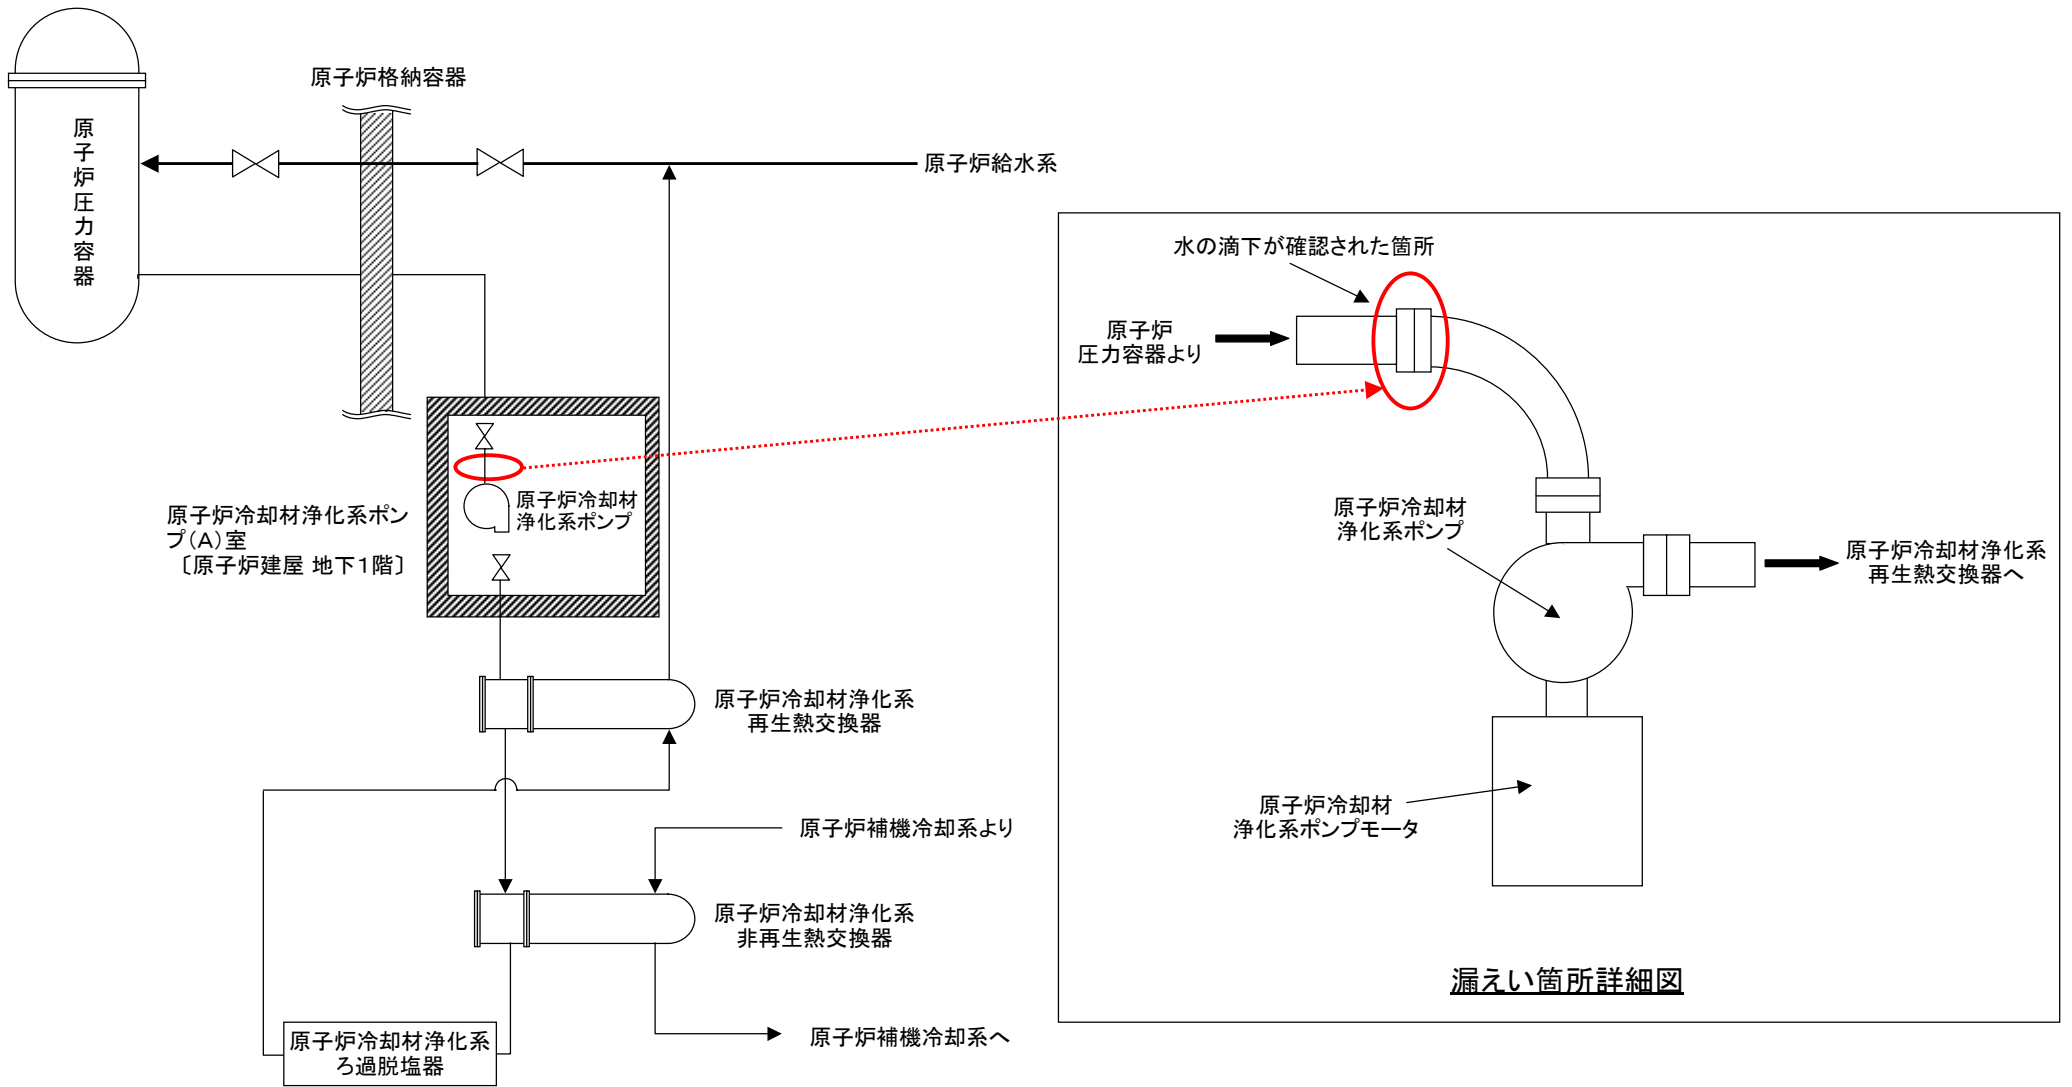 原子炉格納容器
原子炉圧力容器
原子炉給水系
原子炉冷却材
浄化系ポンプ
原子炉冷却材浄化系ポン
プ(A)室
〔原子炉建屋 地下1階〕
原子炉冷却材浄化系
再生熱交換器
原子炉補機冷却系より
原子炉冷却材浄化系
非再生熱交換器
原子炉補機冷却系へ
原子炉冷却材浄化系
ろ過脱塩器
水の滴下が確認された箇所
原子炉
圧力容器より
原子炉冷却材
浄化系ポンプ
原子炉冷却材浄化系
再生熱交換器へ
原子炉冷却材
浄化系ポンプモータ
漏えい箇所詳細図